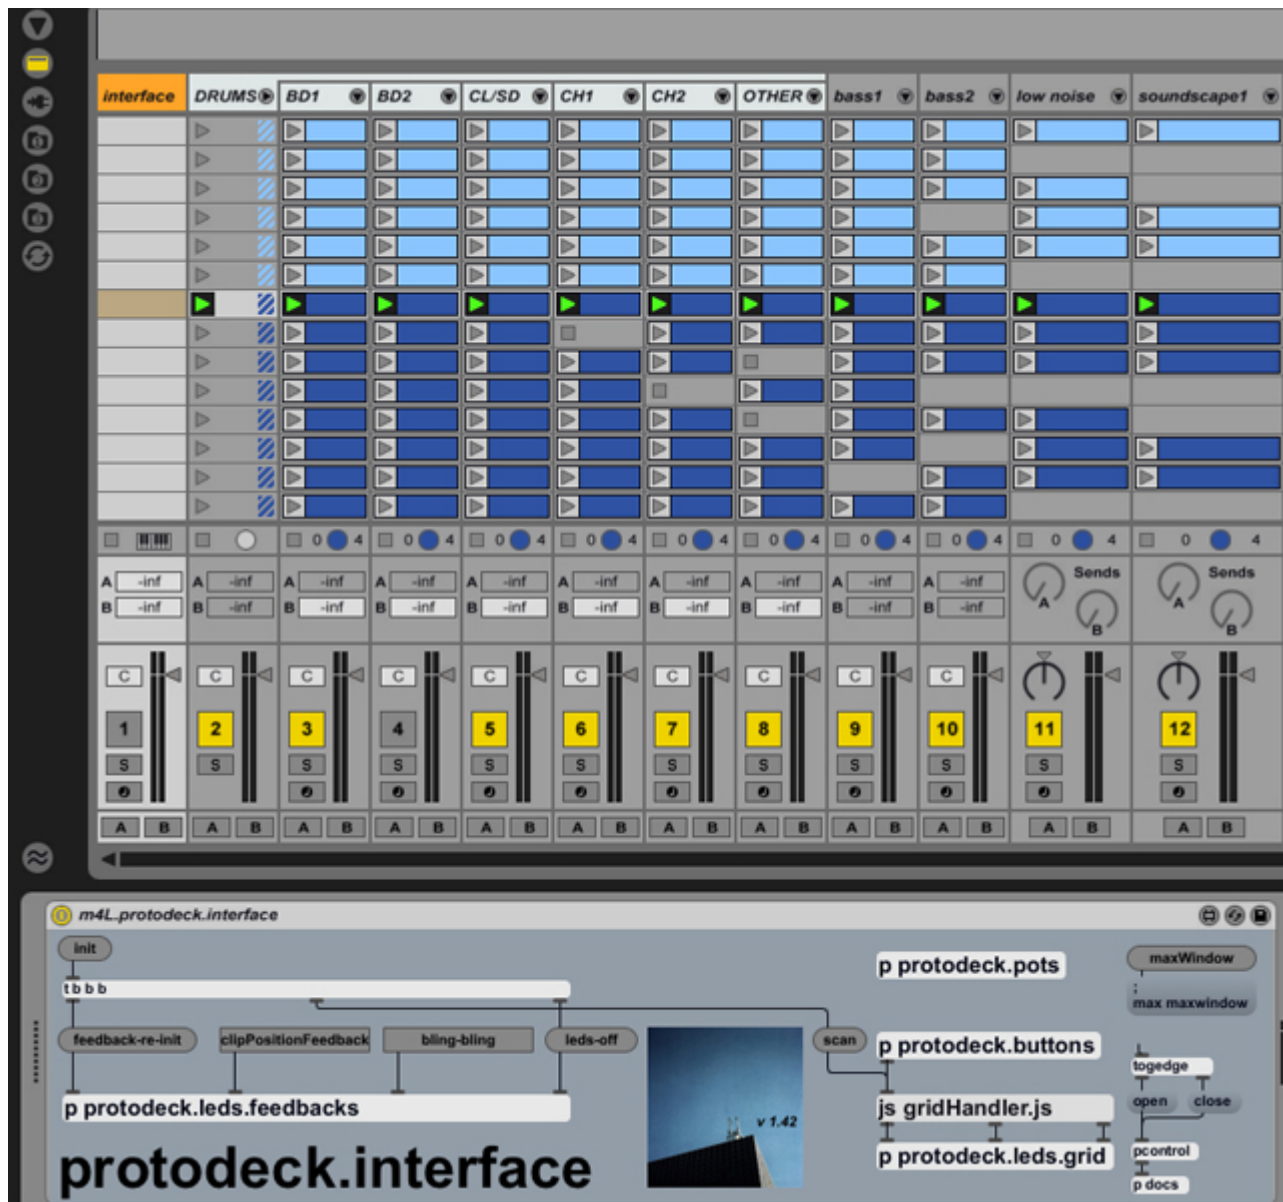 interface DRUMS BD1 BD2 CL/SD CH1 CH2 OTHER bass1 bass2 low noise soundscape1
0 4 0 4 0 4 0 4 0 4 0 4 0 4 0 4 0 4 0 4
A -inf A -inf A -inf A -inf A -inf A -inf A -inf A -inf A -inf A -inf Sends Sends
B -inf B -inf B -inf B -inf B -inf B -inf B -inf B -inf B -inf B -inf A B A B
C C C C C C C C C C
1 2 3 4 5 6 7 8 9 10 11 12
S S S S S S S S S S S S
A B A B A B A B A B A B A B A B A B A B A B A B
m4L.protodeck.interface
init
t b b b
feedback-re-init clipPositionFeedback bling-bling leds-off scan
p protodeck.leds.feedbacks
protodeck.interface
v 1.42
p protodeck.pots
p protodeck.buttons
js gridHandler.js
p protodeck.leds.grid
maxWindow
;
max maxwindow
togedge
open close
pcontrol
p docs